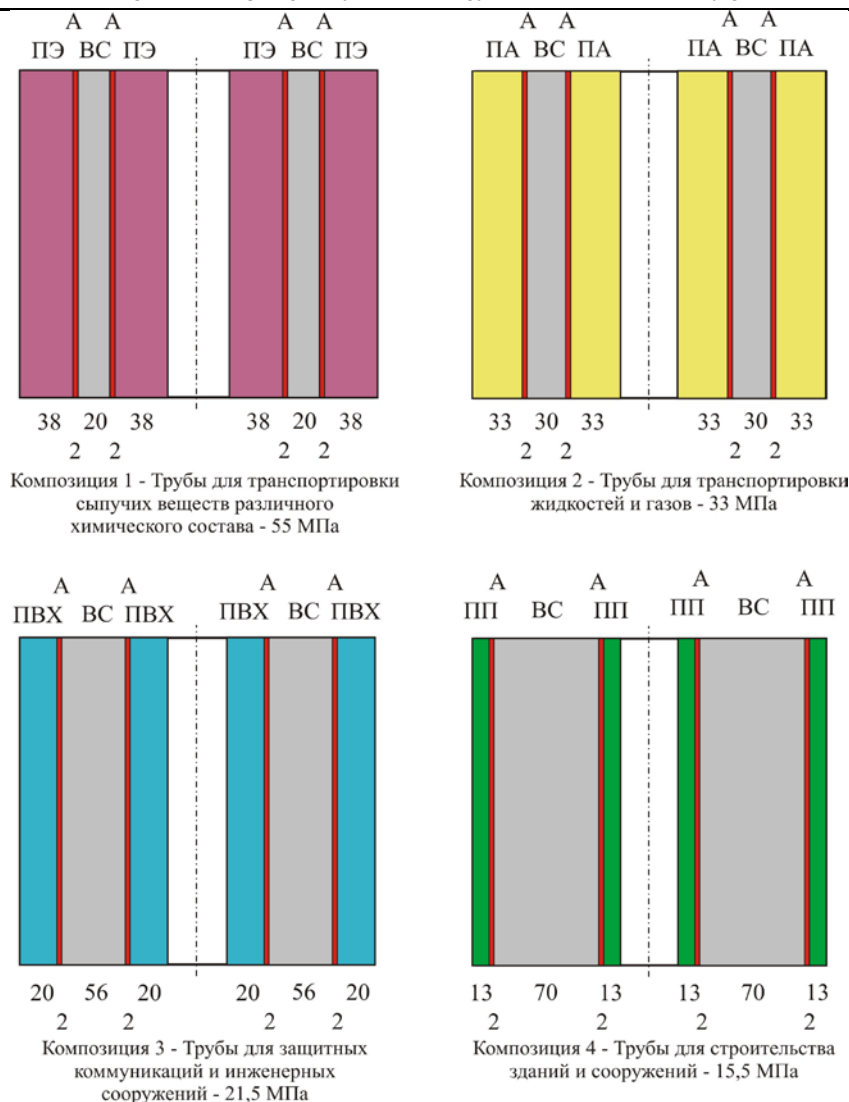 А А А А
ПЭ ВС ПЭ ПЭ ВС ПЭ
38 20 38 38 20 38
2 2 2 2
Композиция 1 - Трубы для транспортировки
сыпучих веществ различного
химического состава - 55 МПа
А А А А
ПА ВС ПА ПА ВС ПА
33 30 33 33 30 33
2 2 2 2
Композиция 2 - Трубы для транспортировки
жидкостей и газов - 33 МПа
А А А А
ПВХ ВС ПВХ ПВХ ВС ПВХ
20 56 20 20 56 20
2 2 2 2
Композиция 3 - Трубы для защитных
коммуникаций и инженерных
сооружений - 21,5 МПа
А А А А
ПП ВС ПП ПП ВС ПП
13 70 13 13 70 13
2 2 2 2
Композиция 4 - Трубы для строительства
зданий и сооружений - 15,5 МПа